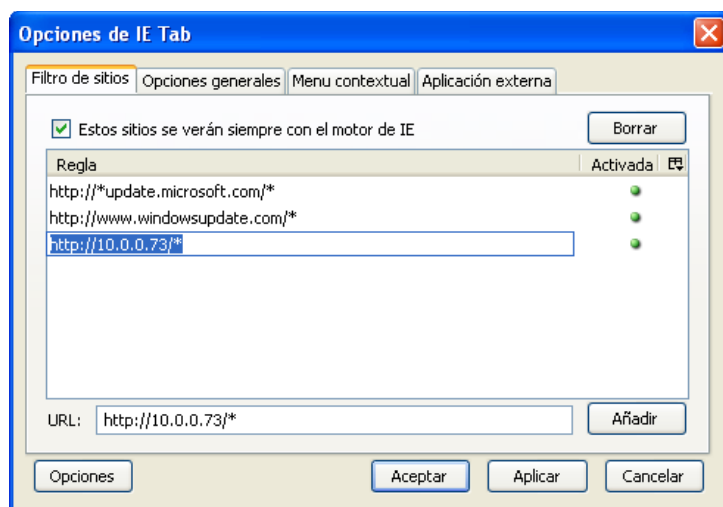 Opciones de IE Tab
Filtro de sitios Opciones generales Menu contextual Aplicación externa
Estos sitios se verán siempre con el motor de IE Borrar
Regla Activada
http://*update.microsoft.com/*
http://www.windowsupdate.com/*
http://10.0.0.73/*
URL: http://10.0.0.73/* Añadir
Opciones Aceptar Aplicar Cancelar